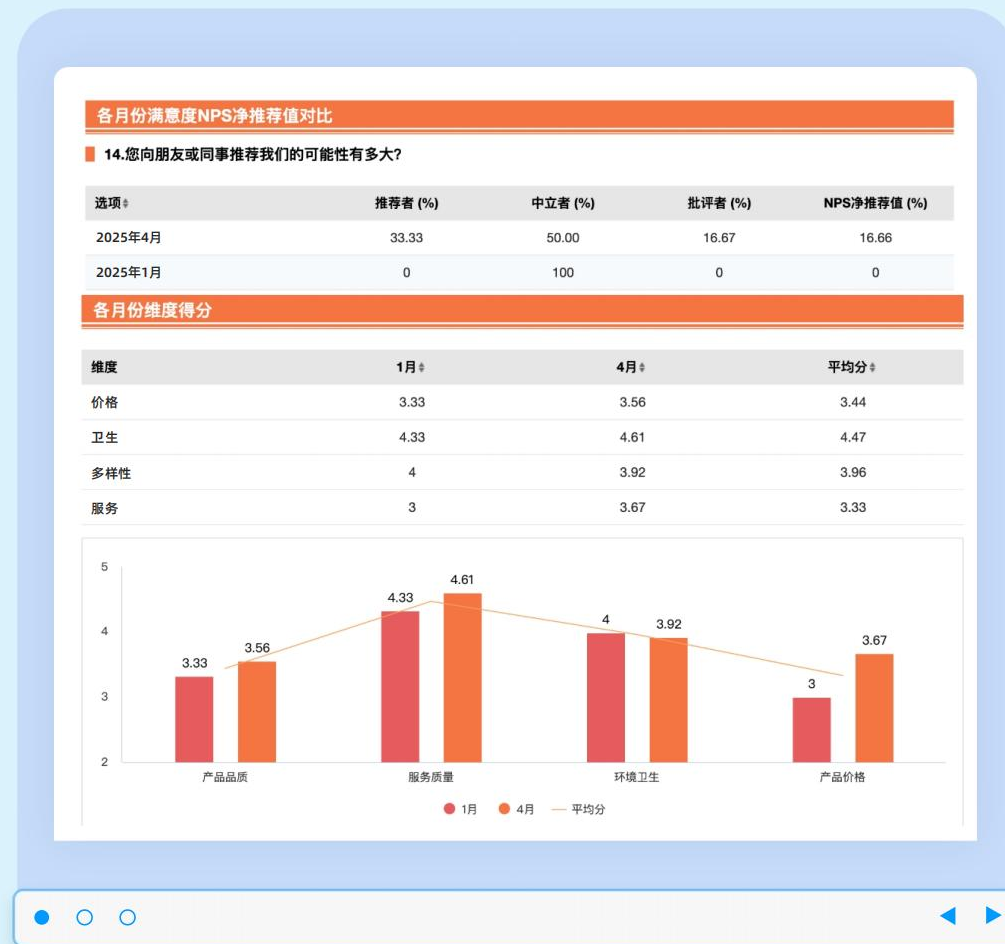 各月份满意度NPS净推荐值对比
14.您向朋友或同事推荐我们的可能性有多大?
选项 推荐者 (%) 中立者 (%) 批评者 (%) NPS净推荐值 (%)
2025年4月 33.33 50.00 16.67 16.66
2025年1月 0 100 0 0
各月份维度得分
维度 1月 4月 平均分
价格 3.33 3.56 3.44
卫生 4.33 4.61 4.47
多样性 4 3.92 3.96
服务 3 3.67 3.33
5
4
3
2
3.33 3.56 4.33 4.61 4 3.92 3 3.67
产品品质 服务质量 环境卫生 产品价格
1月 4月 平均分